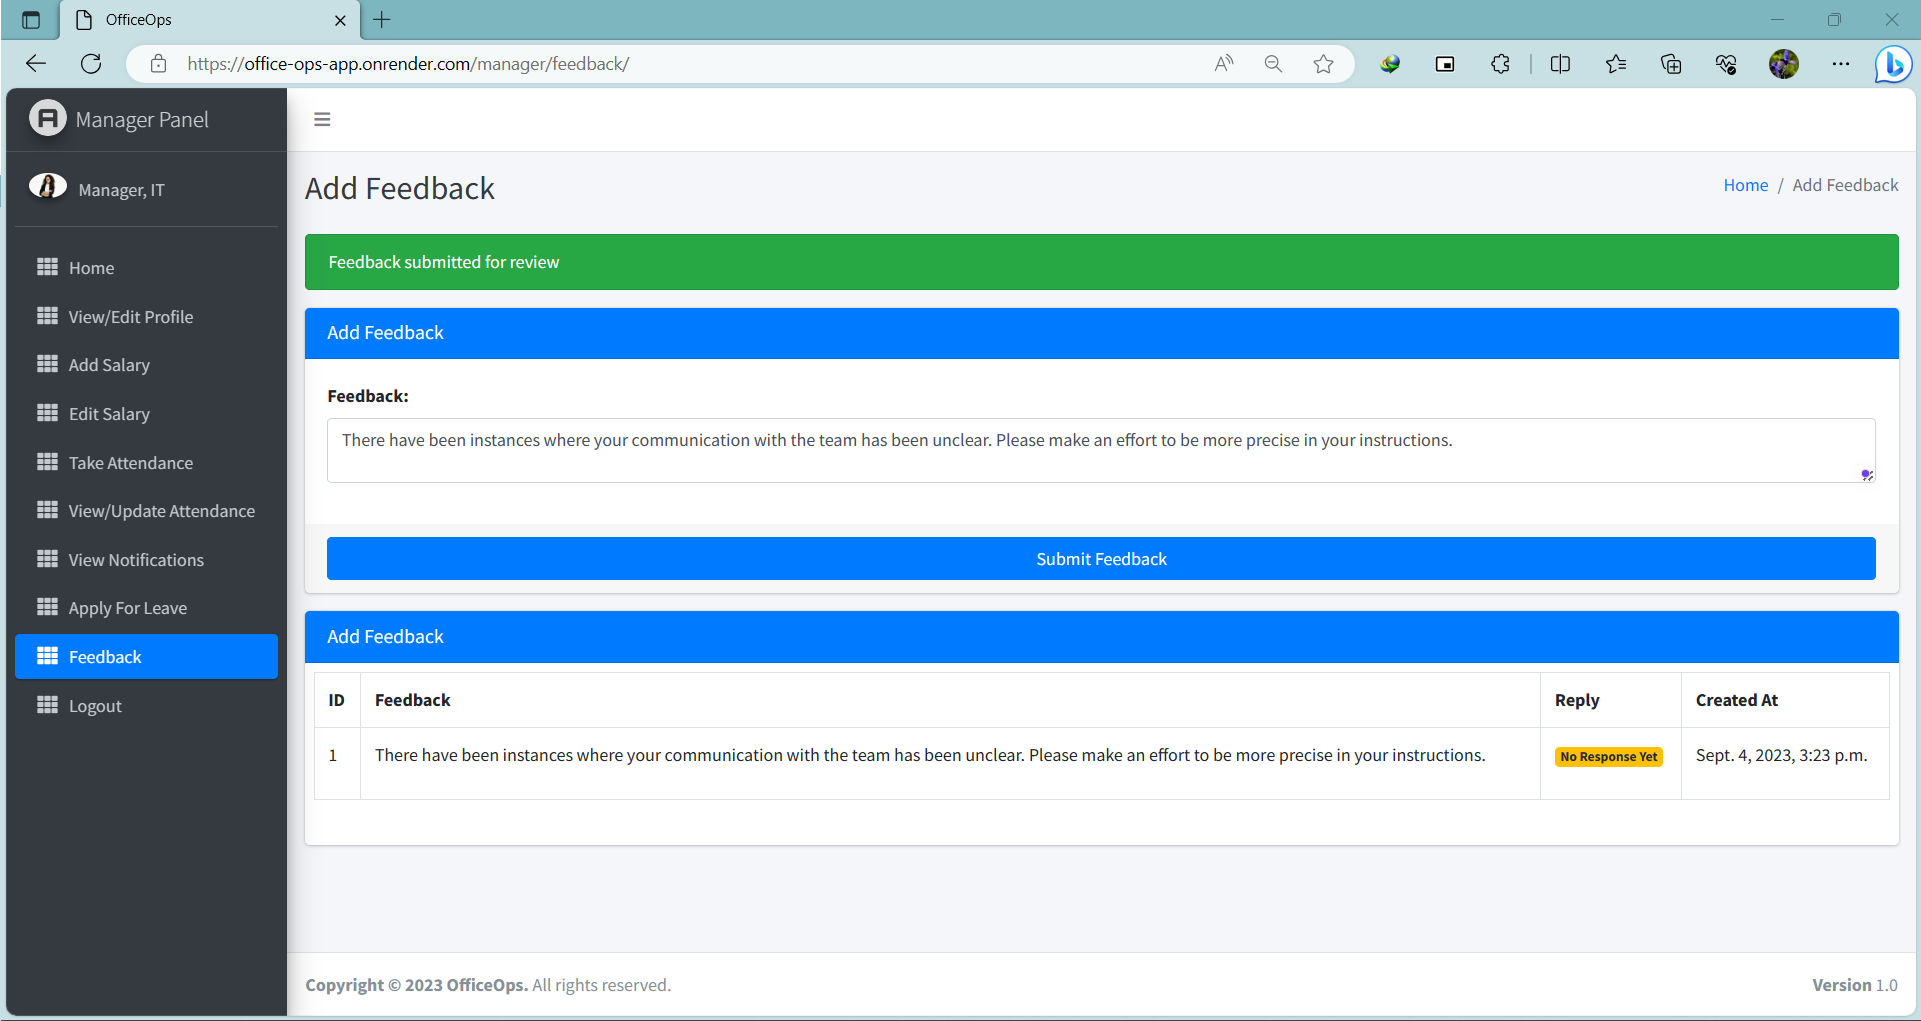 OfficeOps
https://office-ops-app.onrender.com/manager/feedback/
Manager Panel
Manager, IT
Home
View/Edit Profile
Add Salary
Edit Salary
Take Attendance
View/Update Attendance
View Notifications
Apply For Leave
Feedback
Logout
Add Feedback
Home / Add Feedback
Feedback submitted for review
Add Feedback
Feedback:
There have been instances where your communication with the team has been unclear. Please make an effort to be more precise in your instructions.
Submit Feedback
Add Feedback
ID Feedback Reply Created At
1 There have been instances where your communication with the team has been unclear. Please make an effort to be more precise in your instructions. No Response Yet Sept. 4, 2023, 3:23 p.m.
Copyright © 2023 OfficeOps. All rights reserved.
Version 1.0